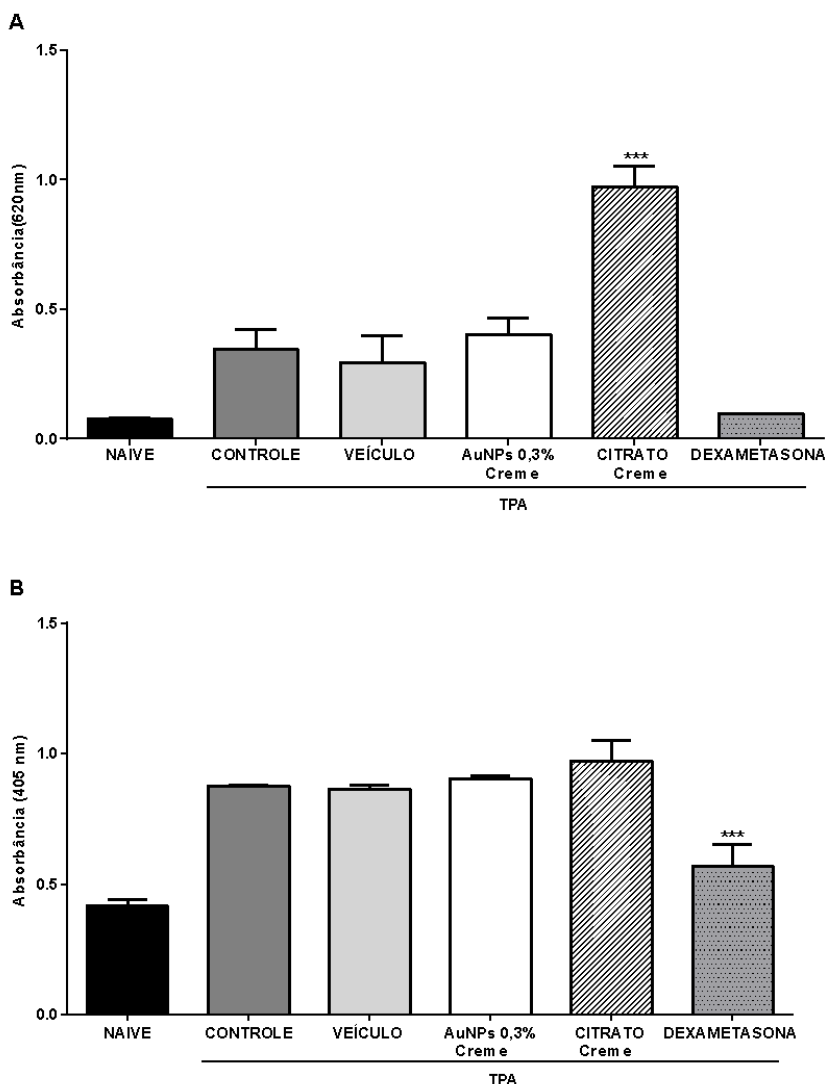 A
1.5
1.0
0.5
0.0
Absorbância(620nm)
***
NAIVE CONTROLE VEÍCULO AuNPs 0,3% CITRATO DEXAMETASONA
Creme Creme
TPA
B
1.5
1.0
0.5
0.0
Absorbância (405 nm)
***
NAIVE CONTROLE VEÍCULO AuNPs 0,3% CITRATO DEXAMETASONA
Creme Creme
TPA